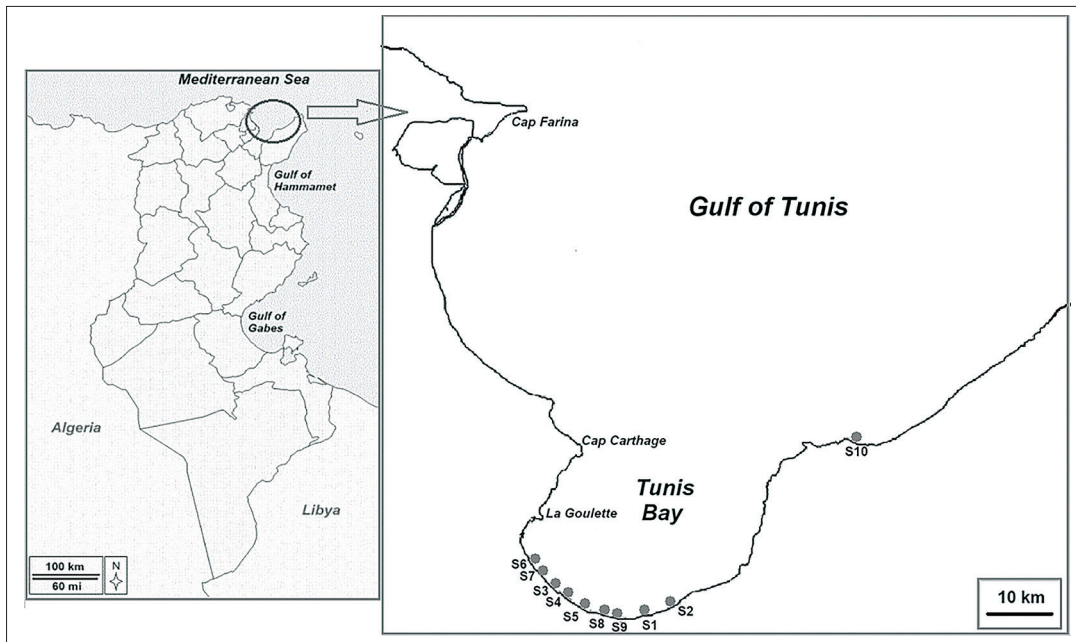 Mediterranean Sea
Gulf of
Hammamet
Gulf of
Gabes
Algeria
Libya
100 km
60 mi
N
Cap Farina
Gulf of Tunis
Cap Carthage
S10
Tunis
Bay
La Goulette
S6
S7
S3
S4
S5
S8
S9
S1
S2
10 km